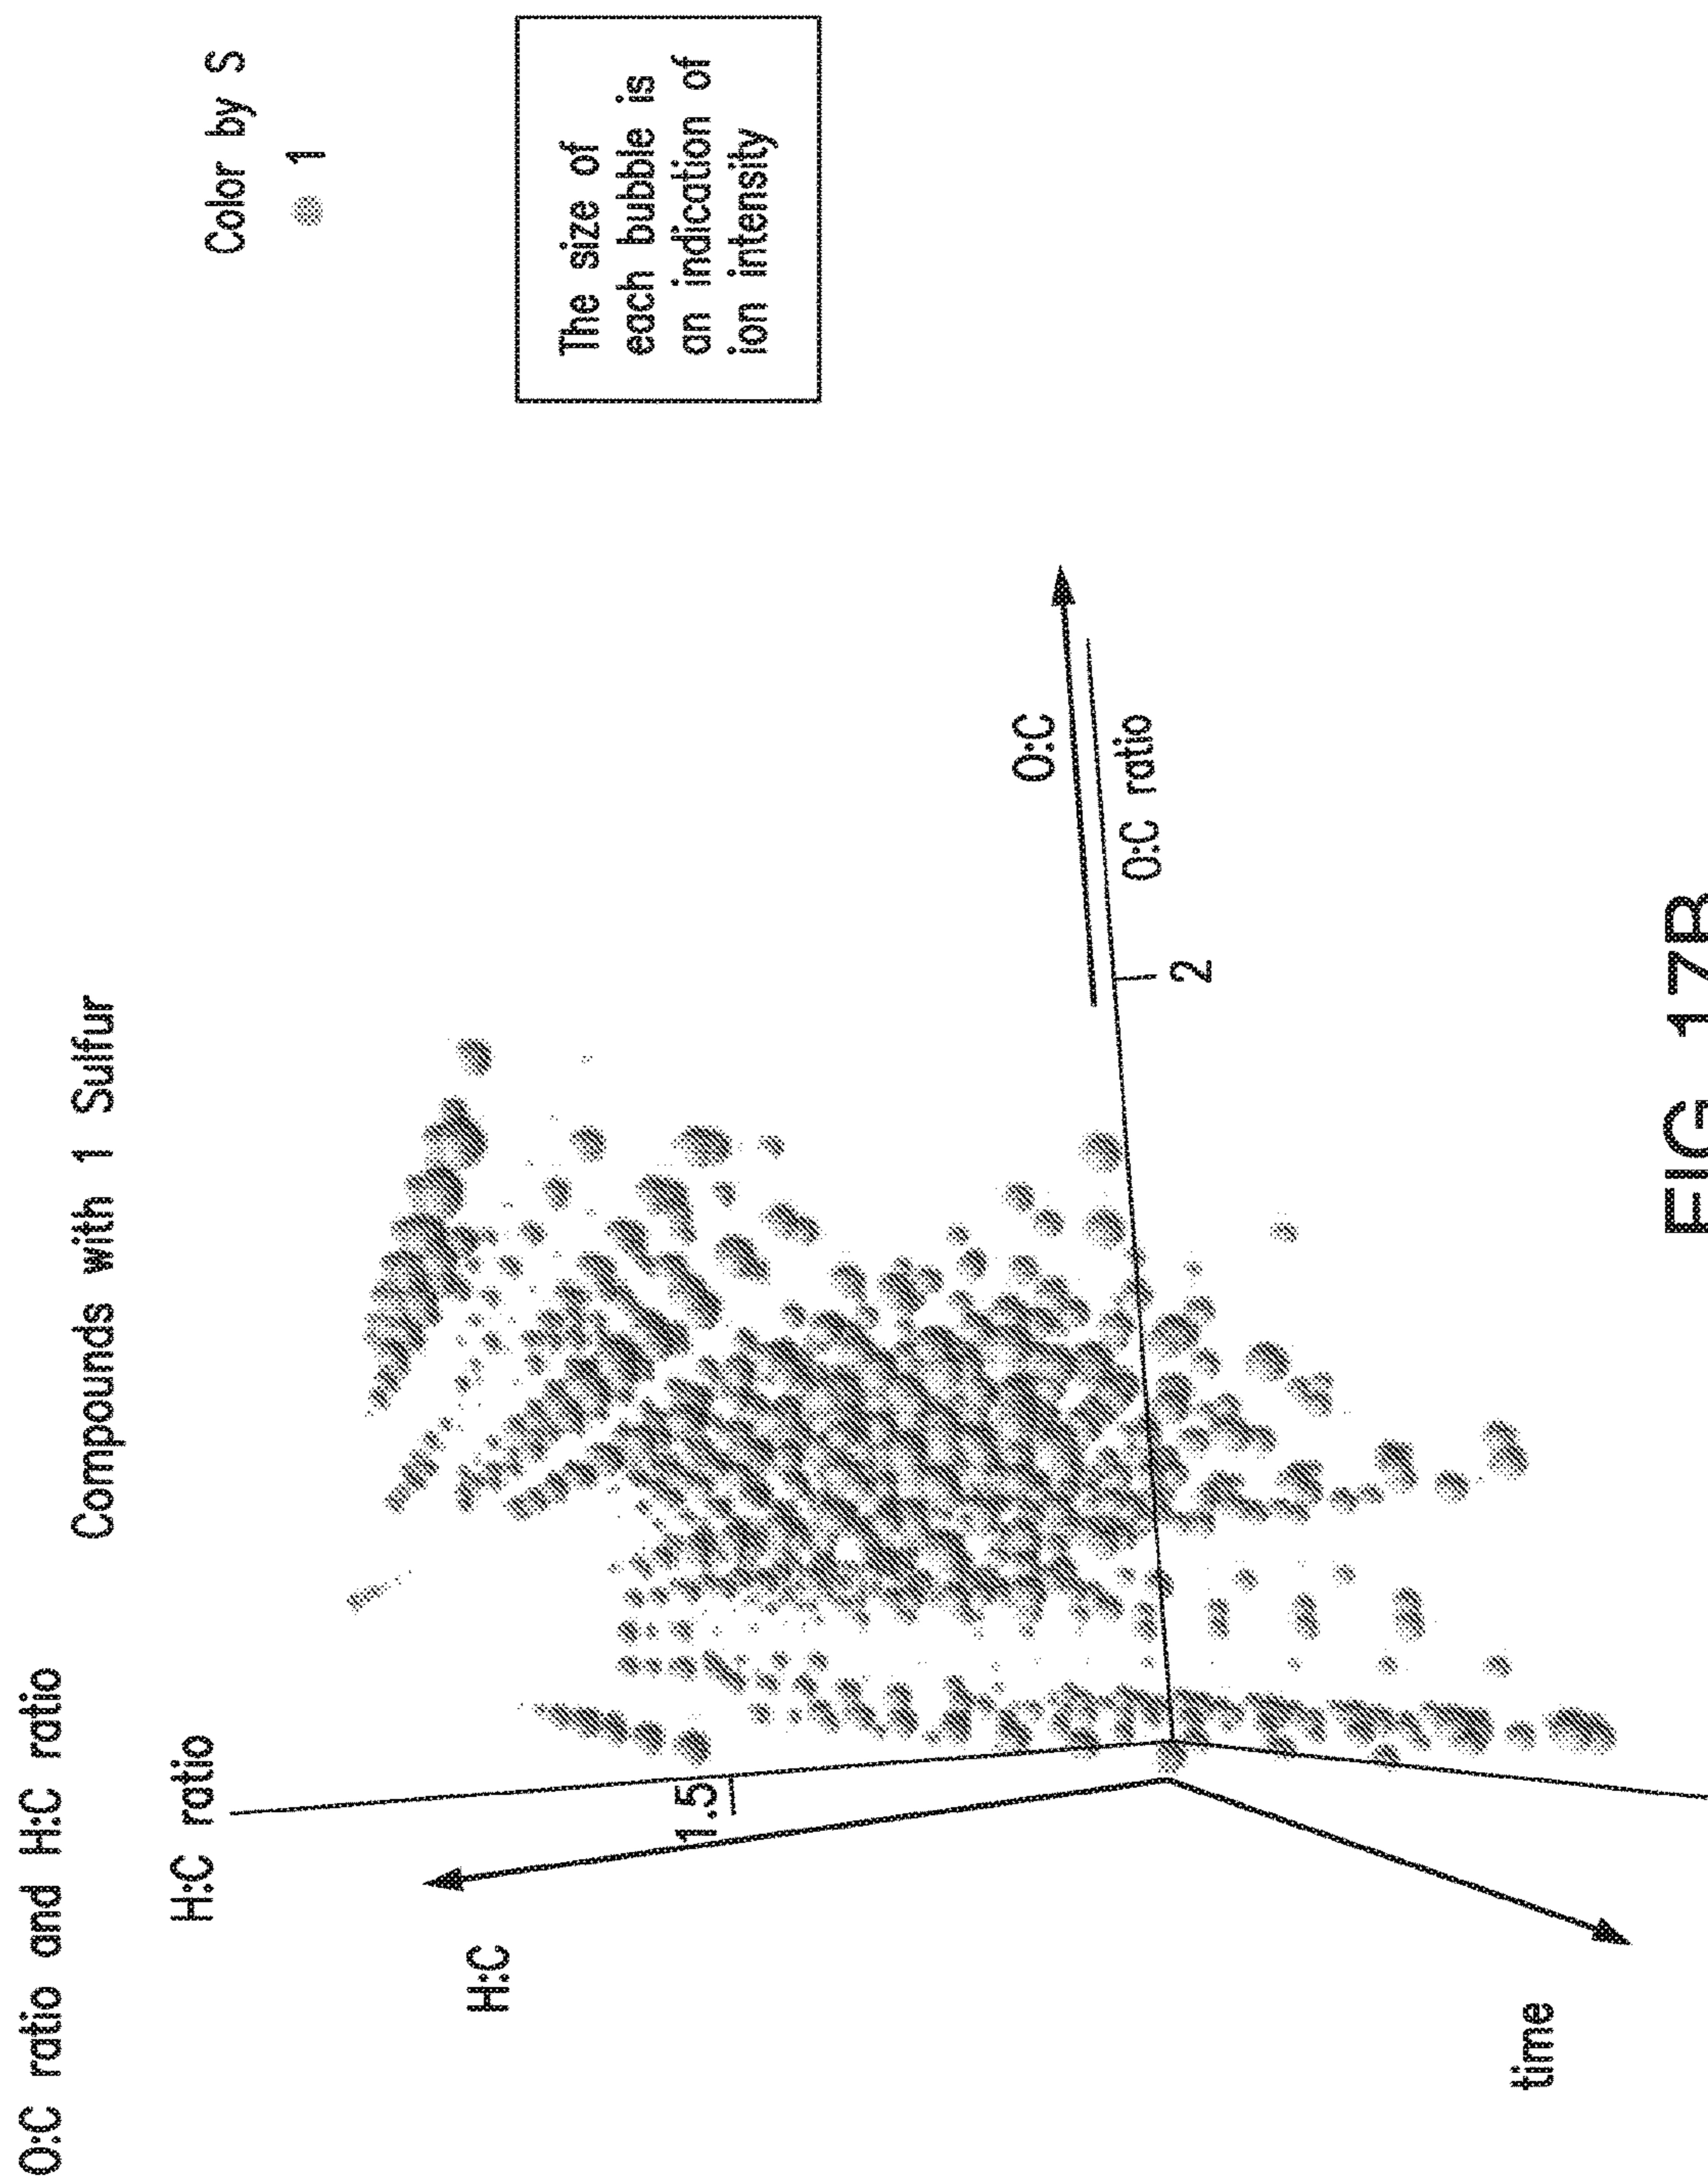 O:C ratio and H:C ratio
Compounds with 1 Sulfur
H:C ratio
Color by S
1
H:C
1.5
The size of
each bubble is
an indication of
ion intensity
O:C
O:C ratio
2
time
FIG. 17B